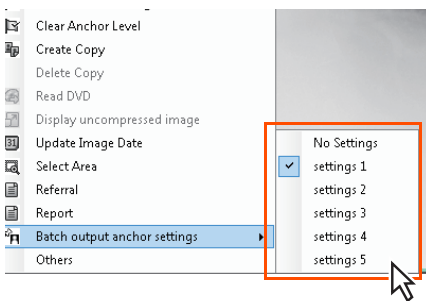 Clear Anchor Level
Create Copy
Delete Copy
Read DVD
Display uncompressed image
31
Update Image Date
Select Area
Referral
Report
Batch output anchor settings
Others
No Settings
settings 1
settings 2
settings 3
settings 4
settings 5